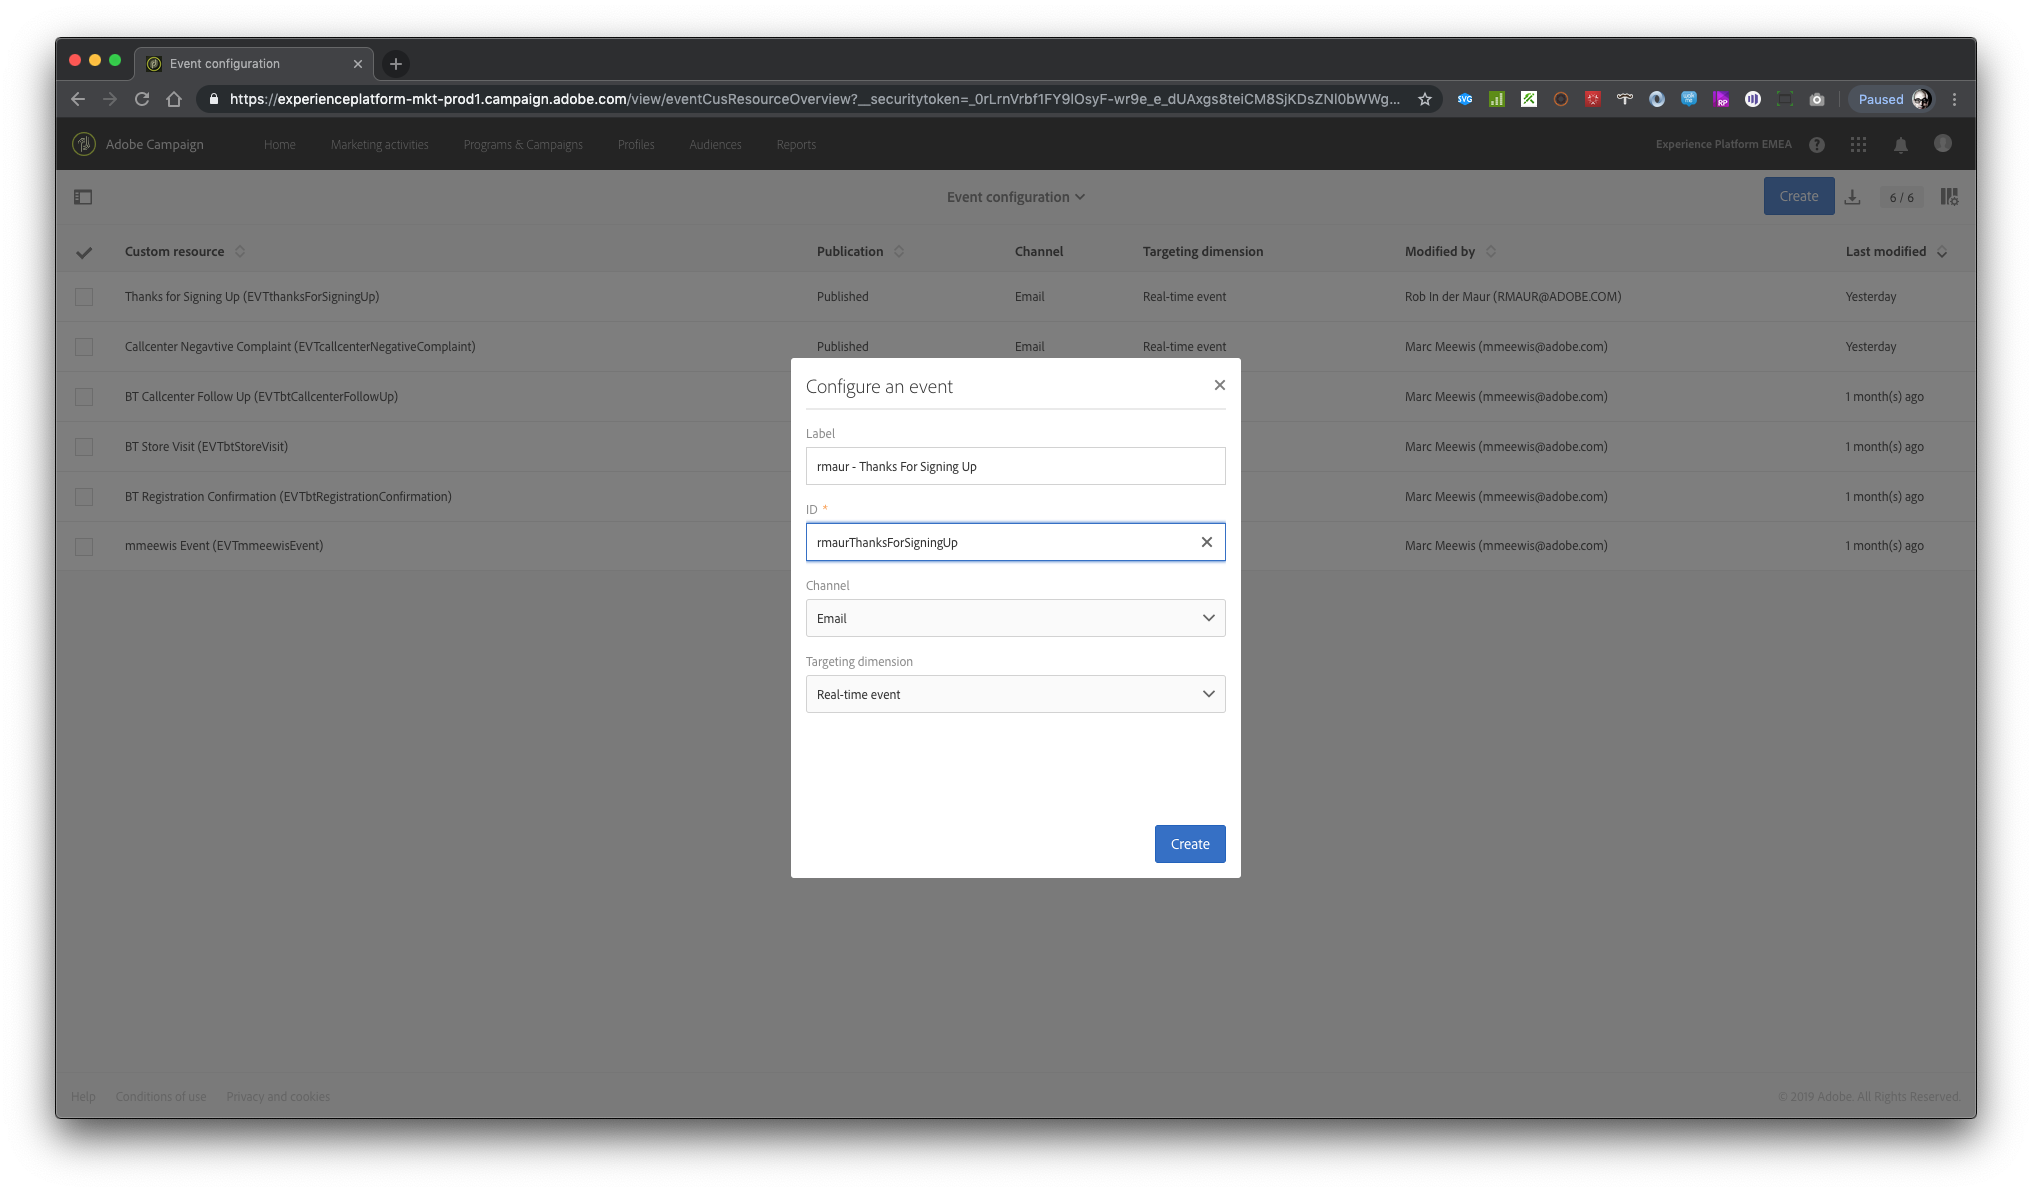 Event configuration
https://experienceplatform-mkt-prod1.campaign.adobe.com/view/eventCusResourceOverview?__securitytoken=_0rLrnVrbf1FY9lOsyF-wr9e_e_dUAxgs8teiCM8SjKDsZNl0bWWg...
SVG
RP
Paused
Adobe Campaign Home Marketing activities Programs & Campaigns Profiles Audiences Reports Experience Platform EMEA ?
Event configuration Create 6 / 6
Custom resource Publication Channel Targeting dimension Modified by Last modified
Thanks for Signing Up (EVTthanksForSigningUp) Published Email Real-time event Rob In der Maur (RMAUR@ADOBE.COM) Yesterday
Callcenter Negavtive Complaint (EVTcallcenterNegativeComplaint) Published Email Real-time event Marc Meewis (mmeewis@adobe.com) Yesterday
BT Callcenter Follow Up (EVTbtCallcenterFollowUp) Marc Meewis (mmeewis@adobe.com) 1 month(s) ago
BT Store Visit (EVTbtStoreVisit) Marc Meewis (mmeewis@adobe.com) 1 month(s) ago
BT Registration Confirmation (EVTbtRegistrationConfirmation) Marc Meewis (mmeewis@adobe.com) 1 month(s) ago
mmeewis Event (EVTmmeewisEvent) Marc Meewis (mmeewis@adobe.com) 1 month(s) ago
Configure an event
Label
rmaur - Thanks For Signing Up
ID *
rmaurThanksForSigningUp
Channel
Email
Targeting dimension
Real-time event
Create
Help Conditions of use Privacy and cookies © 2019 Adobe. All Rights Reserved.